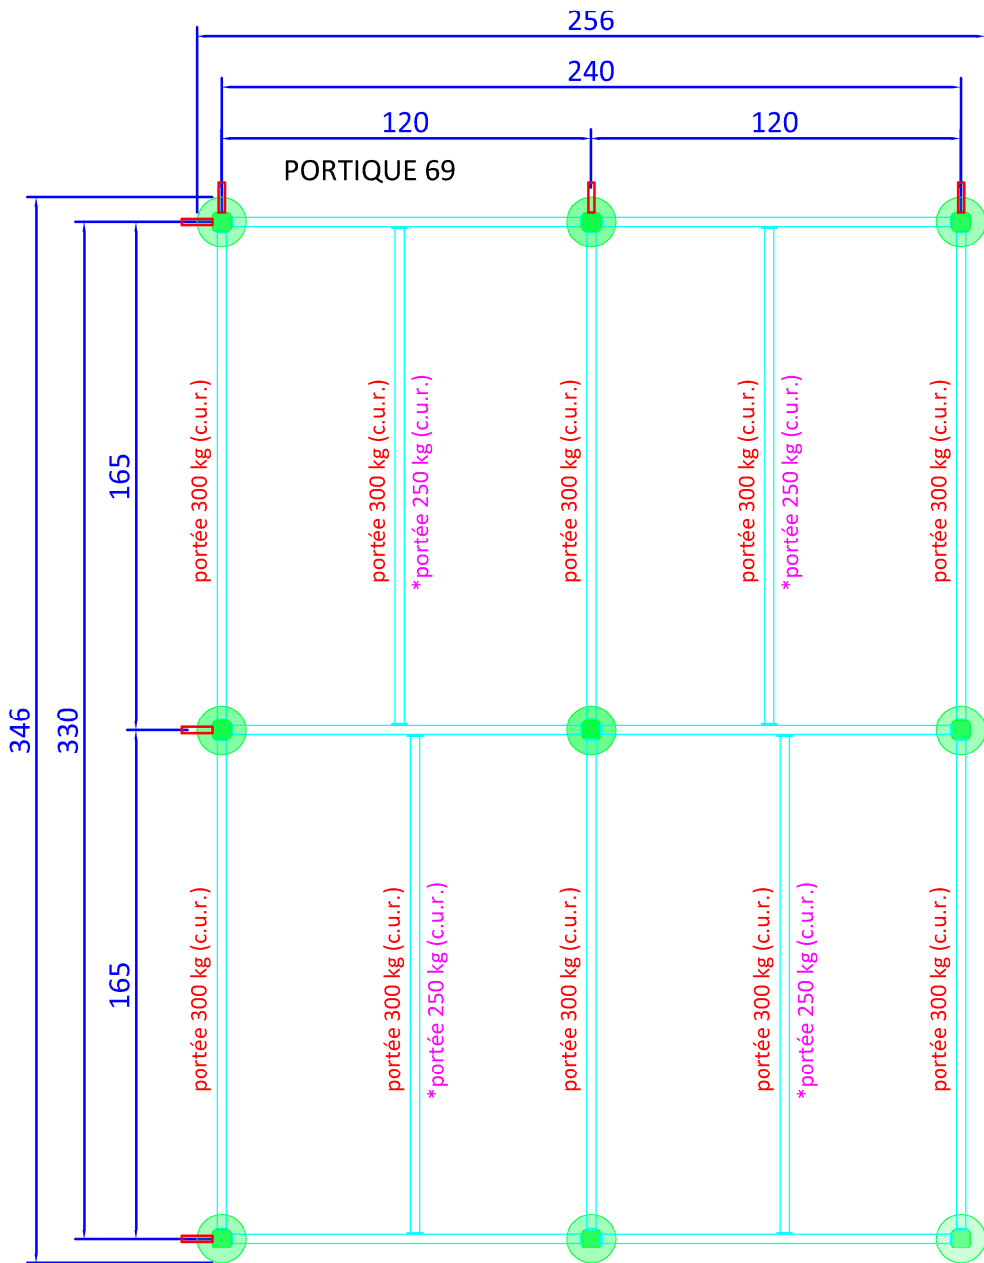 256
240
120
120
PORTIQUE 69
165
346
330
165
portée 300 kg (c.u.r.)
portée 300 kg (c.u.r.)
*portée 250 kg (c.u.r.)
portée 300 kg (c.u.r.)
portée 300 kg (c.u.r.)
*portée 250 kg (c.u.r.)
portée 300 kg (c.u.r.)
portée 300 kg (c.u.r.)
portée 300 kg (c.u.r.)
*portée 250 kg (c.u.r.)
portée 300 kg (c.u.r.)
portée 300 kg (c.u.r.)
*portée 250 kg (c.u.r.)
portée 300 kg (c.u.r.)